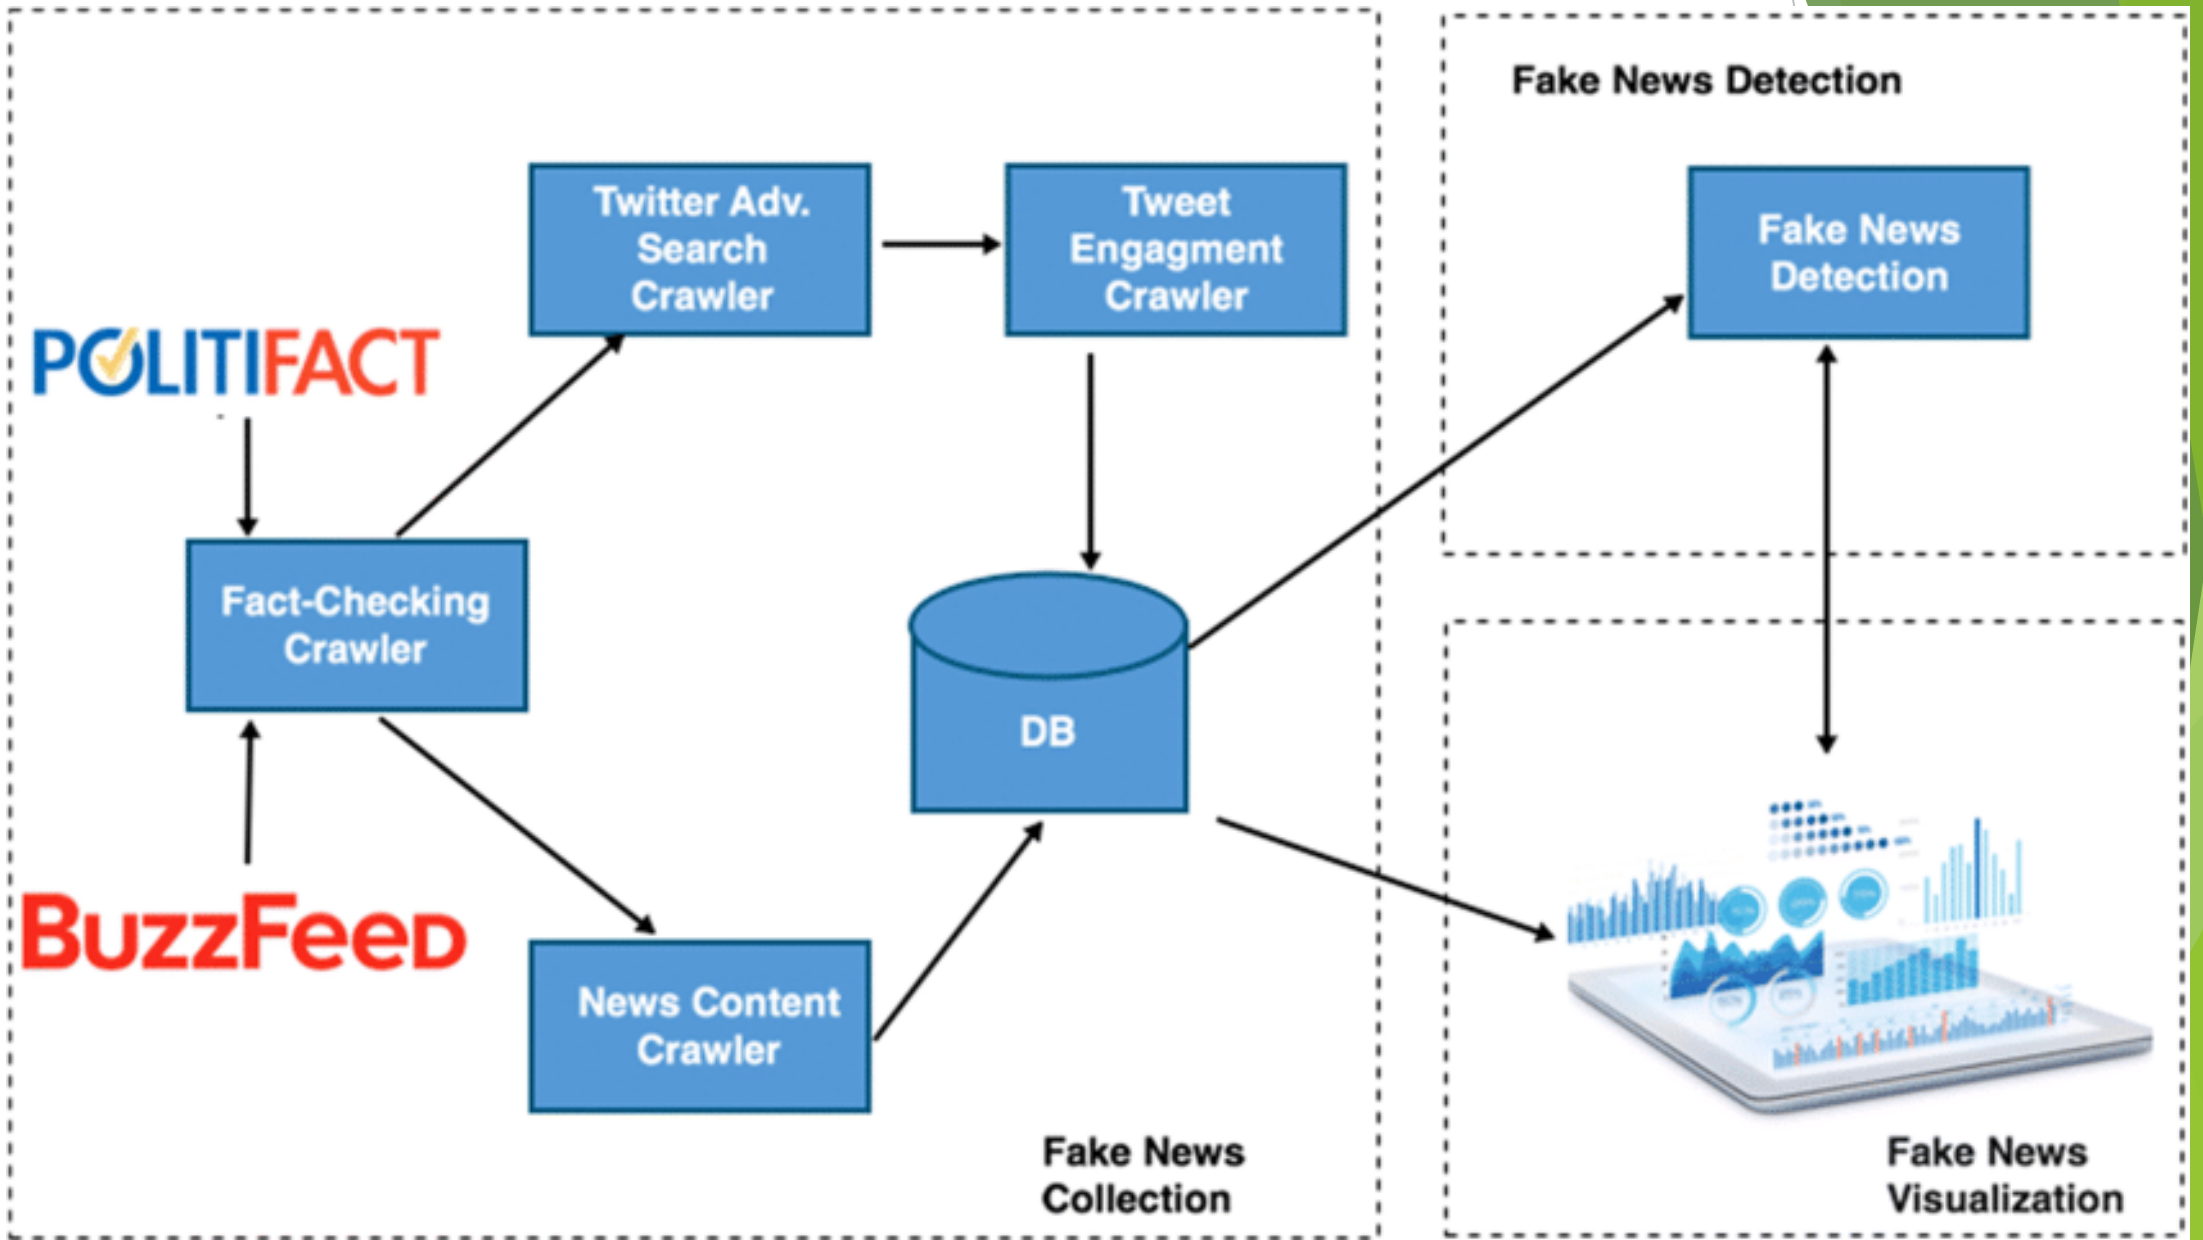 Fake News Detection
Twitter Adv.
Search
Crawler
Tweet
Engagment
Crawler
Fake News
Detection
POLITIFACT
Fact-Checking
Crawler
DB
BUZZFEED
News Content
Crawler
Fake News
Collection
Fake News
Visualization